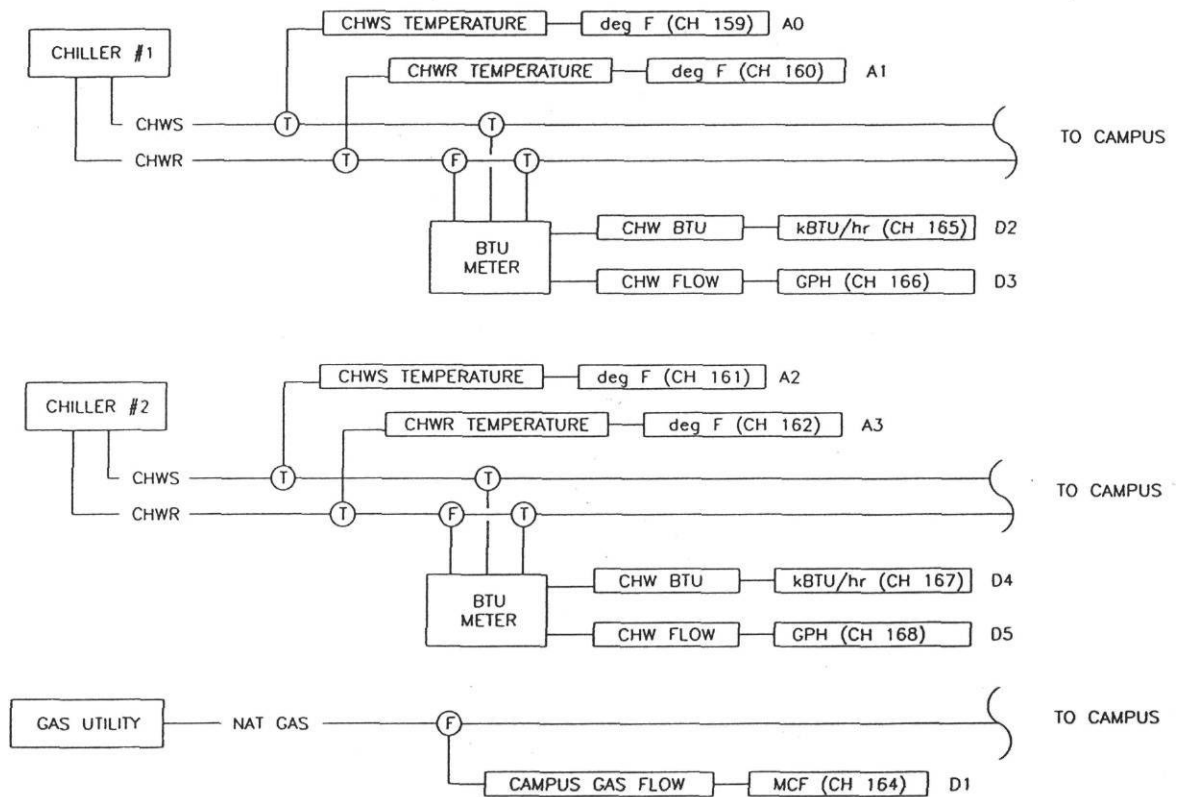 CHWS TEMPERATURE deg F (CH 159) A0
CHILLER #1
CHWR TEMPERATURE deg F (CH 160) A1
CHWS T T
TO CAMPUS
CHWR T F T
CHW BTU kBTU/hr (CH 165) D2
BTU
METER
CHW FLOW GPH (CH 166) D3
CHWS TEMPERATURE deg F (CH 161) A2
CHILLER #2
CHWR TEMPERATURE deg F (CH 162) A3
CHWS T T
TO CAMPUS
CHWR T F T
CHW BTU kBTU/hr (CH 167) D4
BTU
METER
CHW FLOW GPH (CH 168) D5
GAS UTILITY NAT GAS F TO CAMPUS
CAMPUS GAS FLOW MCF (CH 164) D1